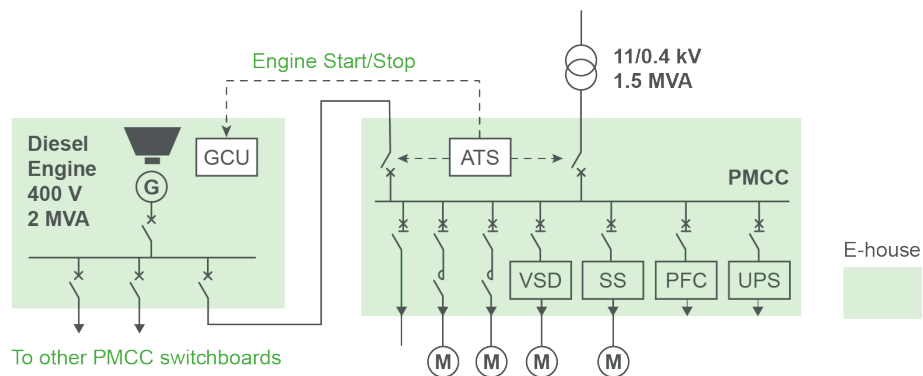 Engine Start/Stop
11/0.4 kV
1.5 MVA
Diesel
Engine
400 V
2 MVA
GCU
G
ATS
PMCC
VSD
SS
PFC
UPS
E-house
To other PMCC switchboards
M
M
M
M